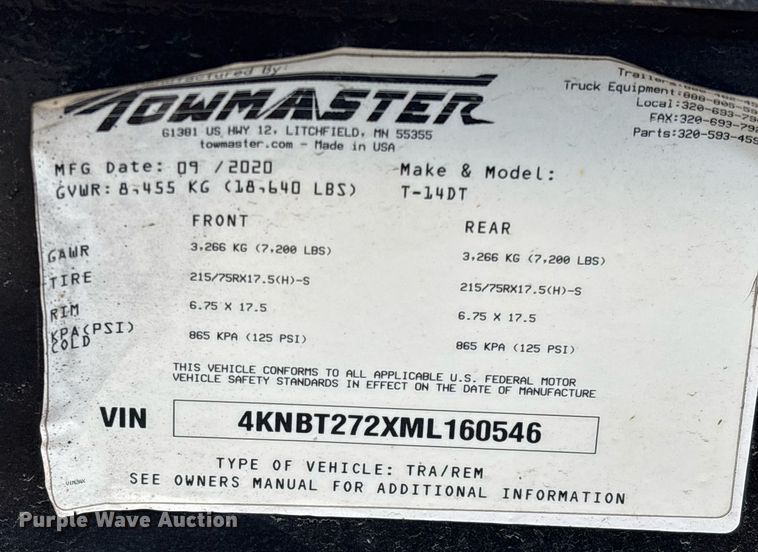 Manufactured By:
TOWMASTER
61381 US HWY 12, LITCHFIELD, MN 55355
towmaster.com - Made in USA
Truck Equipment:
Local:320-693-
FAX:320-693-792
Parts:320-593-459
MFG Date: 09 /2020
GVWR: 8,455 KG (18,640 LBS)
Make & Model:
T-14DT
FRONT REAR
GAWR 3,266 KG (7,200 LBS) 3,266 KG (7,200 LBS)
TIRE 215/75RX17.5(H)-S 215/75RX17.5(H)-S
RIM 6.75 X 17.5 6.75 X 17.5
KPA(PSI) COLD 865 KPA (125 PSI) 865 KPA (125 PSI)
THIS VEHICLE CONFORMS TO ALL APPLICABLE U.S. FEDERAL MOTOR
VEHICLE SAFETY STANDARDS IN EFFECT ON THE DATE OF MANUFACTURE
VIN 4KNBT272XML160546
TYPE OF VEHICLE: TRA/REM
SEE OWNERS MANUAL FOR ADDITIONAL INFORMATION
Purple Wave Auction